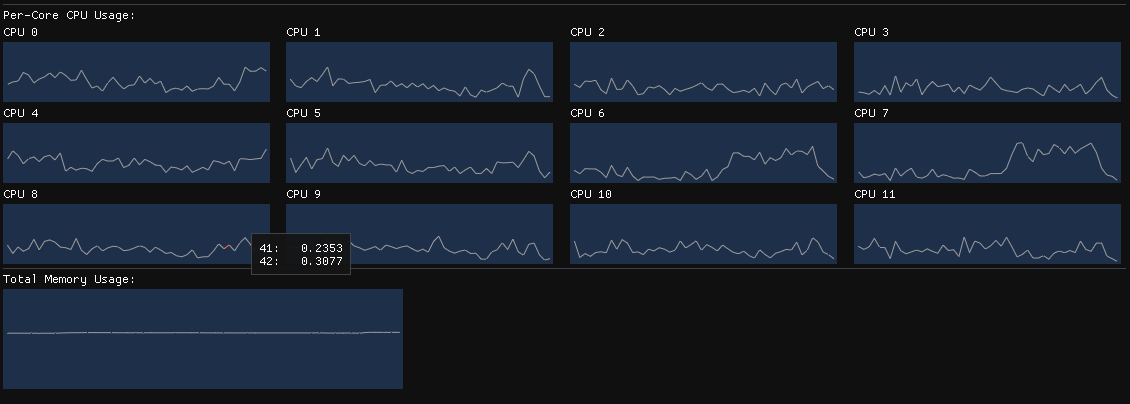 Per-Core CPU Usage:
CPU 0
CPU 1
CPU 2
CPU 3
CPU 4
CPU 5
CPU 6
CPU 7
CPU 8
CPU 9
CPU 10
CPU 11
41: 0.2353
42: 0.3077
Total Memory Usage: